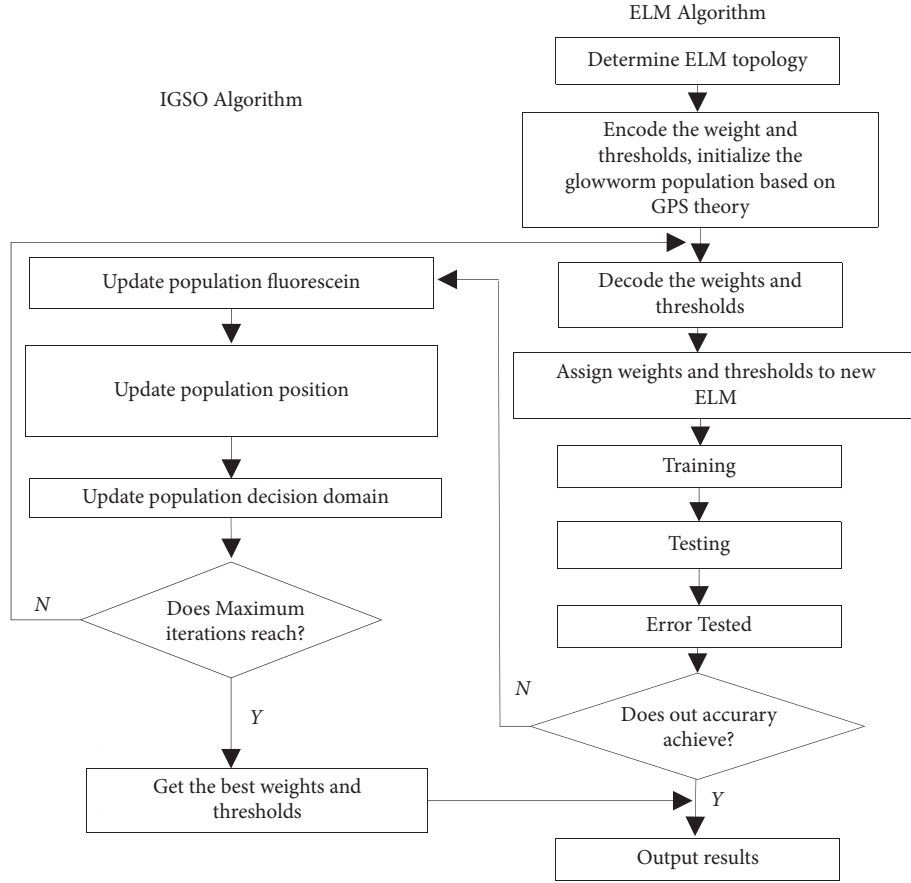 ELM Algorithm
Determine ELM topology
IGSO Algorithm
Encode the weight and
thresholds, initialize the
glowworm population based on
GPS theory
Update population fluorescein
Decode the weights and
thresholds
Update population position
Assign weights and thresholds to new
ELM
Training
Update population decision domain
Testing
N
Does Maximum
iterations reach?
Error Tested
N
Y
Does out accurary
achieve?
Get the best weights and
thresholds
Y
Output results